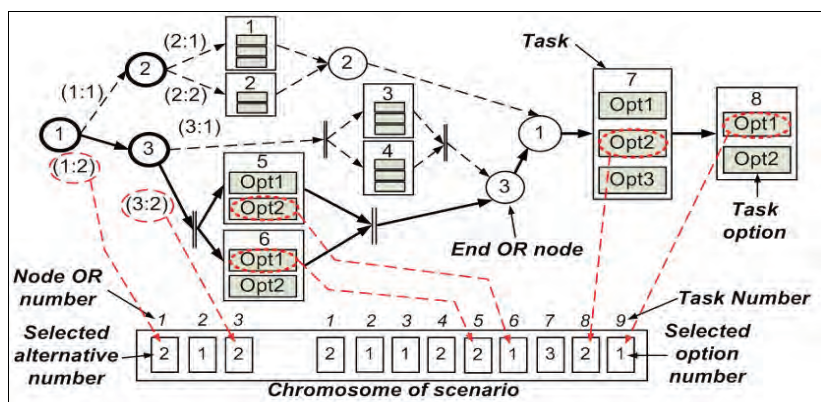 Task
1
(2:1)
2
(2:2)
2
2
(1:1)
1
(1:2)
3
(3:1)
3
4
(3:2)
5
Opt1
Opt2
6
Opt1
Opt2
1
3
End OR node
7
Opt1
Opt2
Opt3
8
Opt1
Opt2
Task option
Node OR number
1 2 3
1 2 3 4 5 6 7 8 9
Task Number
Selected alternative number
2 1 2
2 1 1 2 2 1 3 2 1
Selected option number
Chromosome of scenario